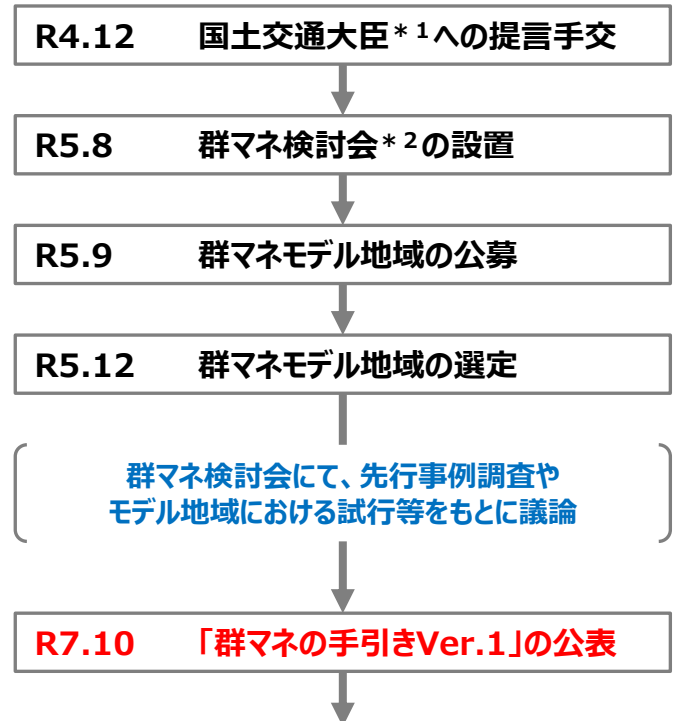 R4.12 国土交通大臣*1への提言手交
R5.8 群マネ検討会*2の設置
R5.9 群マネモデル地域の公募
R5.12 群マネモデル地域の選定
群マネ検討会にて、先行事例調査や
モデル地域における試行等をもとに議論
R7.10 「群マネの手引きVer.1」の公表